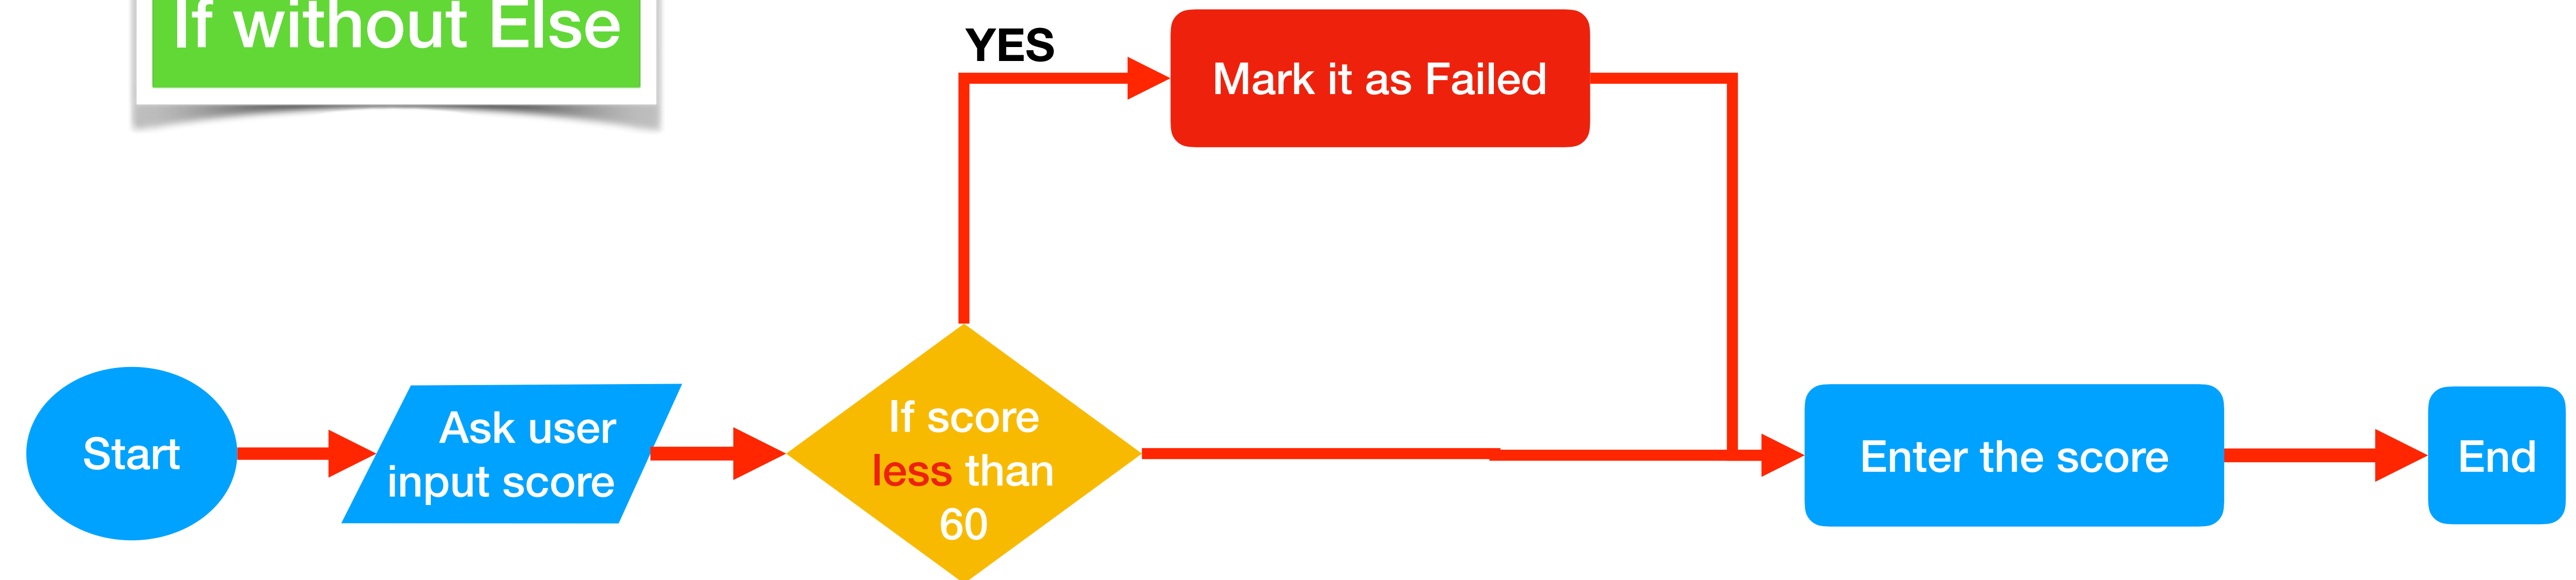 If without Else
YES
Mark it as Failed
Start
Ask user
input score
If score
less than
60
Enter the score
End